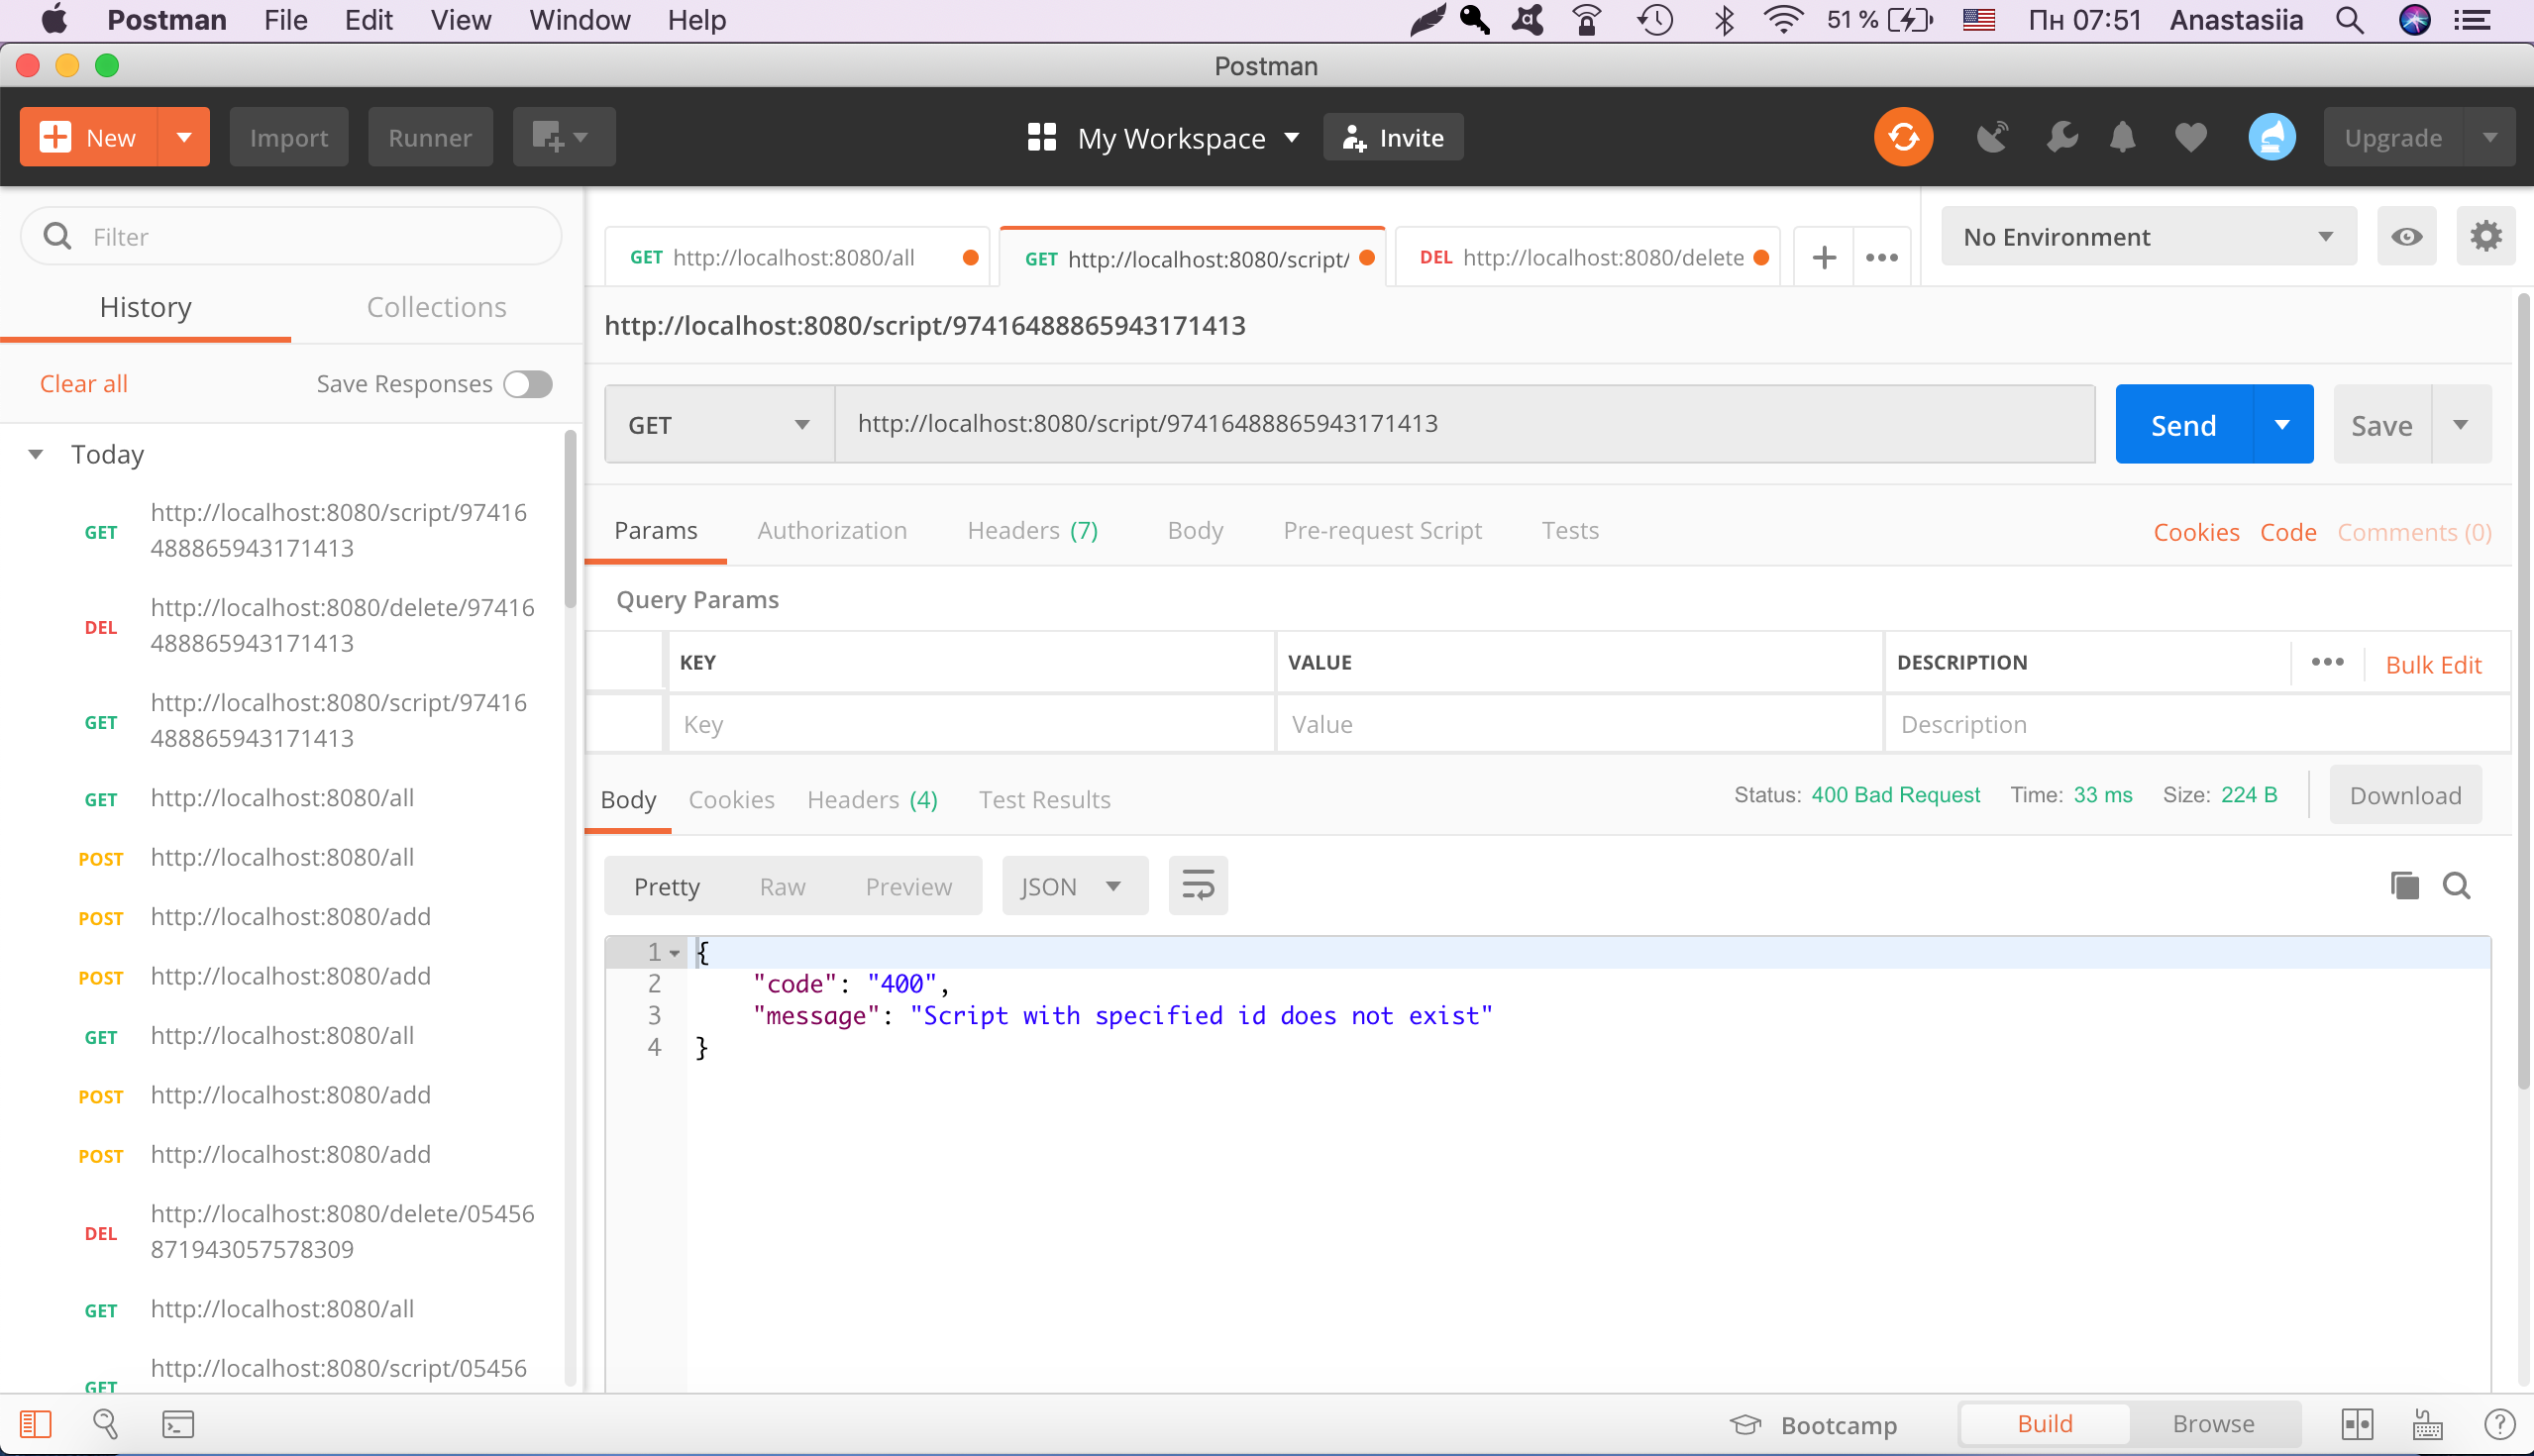 Postman File Edit View Window Help 51 % Пн 07:51 Anastasiia
Postman
New Import Runner My Workspace Invite Upgrade
Filter
History Collections
Clear all Save Responses
Today
GET http://localhost:8080/script/97416
488865943171413
DEL http://localhost:8080/delete/97416
488865943171413
GET http://localhost:8080/script/97416
488865943171413
GET http://localhost:8080/all
POST http://localhost:8080/all
POST http://localhost:8080/add
POST http://localhost:8080/add
GET http://localhost:8080/all
POST http://localhost:8080/add
POST http://localhost:8080/add
DEL http://localhost:8080/delete/05456
871943057578309
GET http://localhost:8080/all
GET http://localhost:8080/script/05456
GET http://localhost:8080/all GET http://localhost:8080/script/ DEL http://localhost:8080/delete No Environment
http://localhost:8080/script/97416488865943171413
GET http://localhost:8080/script/97416488865943171413 Send Save
Params Authorization Headers (7) Body Pre-request Script Tests Cookies Code Comments (0)
Query Params
KEY VALUE DESCRIPTION Bulk Edit
Key Value Description
Body Cookies Headers (4) Test Results Status: 400 Bad Request Time: 33 ms Size: 224 B Download
Pretty Raw Preview JSON
1 {
2 "code": "400",
3 "message": "Script with specified id does not exist"
4 }
Bootcamp Build Browse